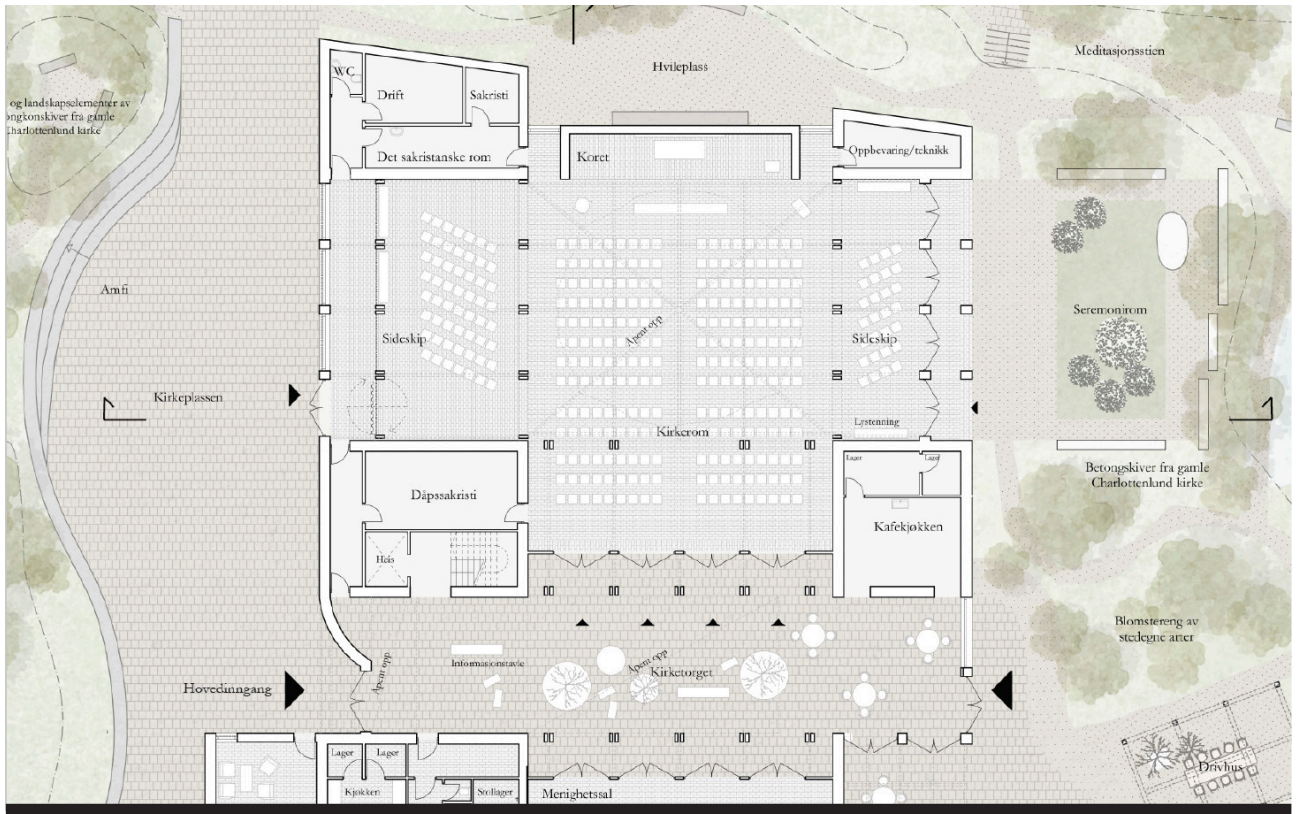 Meditasjonsstien
Hvileplass
WC
Drift
Sakristi
og landskapselementer av
ongkonskiver fra gamle
Charlottenlund kirke
Koret
Oppbevaring/teknikk
Det sakristanske rom
Amfi
Seremonirom
Sideskip
Åpent opp
Sideskip
Kirkeplassen
Lystenning
Kirkerom
Lager
Lager
Betongskiver fra gamle
Charlottenlund kirke
Dåpssakristi
Kafekjøkken
Heis
Blomstereng av
stedegne arter
Åpent opp
Informasjonstavle
Åpent opp
Kirketorget
Hovedinngang
Lager
Lager
Drivhus
Kjøkken
Stollager
Menighetssal